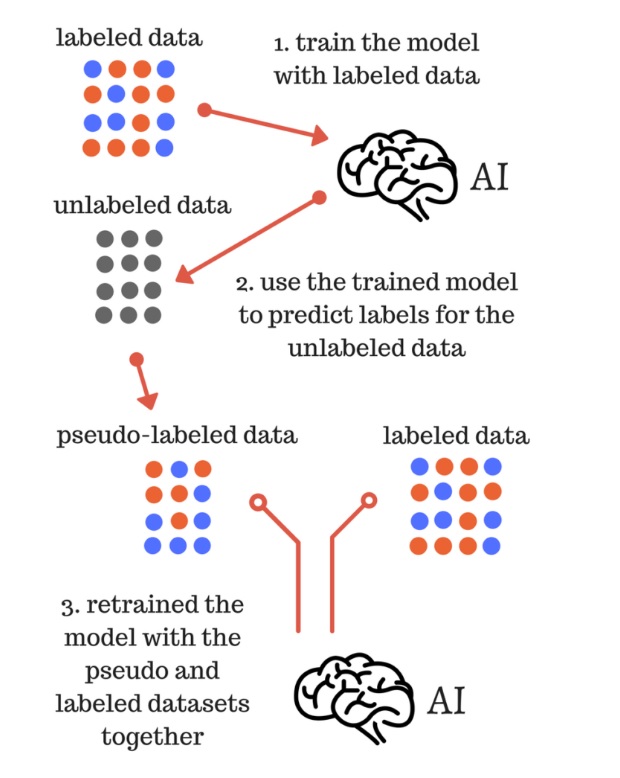 labeled data
1. train the model
with labeled data
AI
unlabeled data
2. use the trained model
to predict labels for the
unlabeled data
pseudo-labeled data
labeled data
3. retrained the
model with the
pseudo and
labeled datasets
together
AI